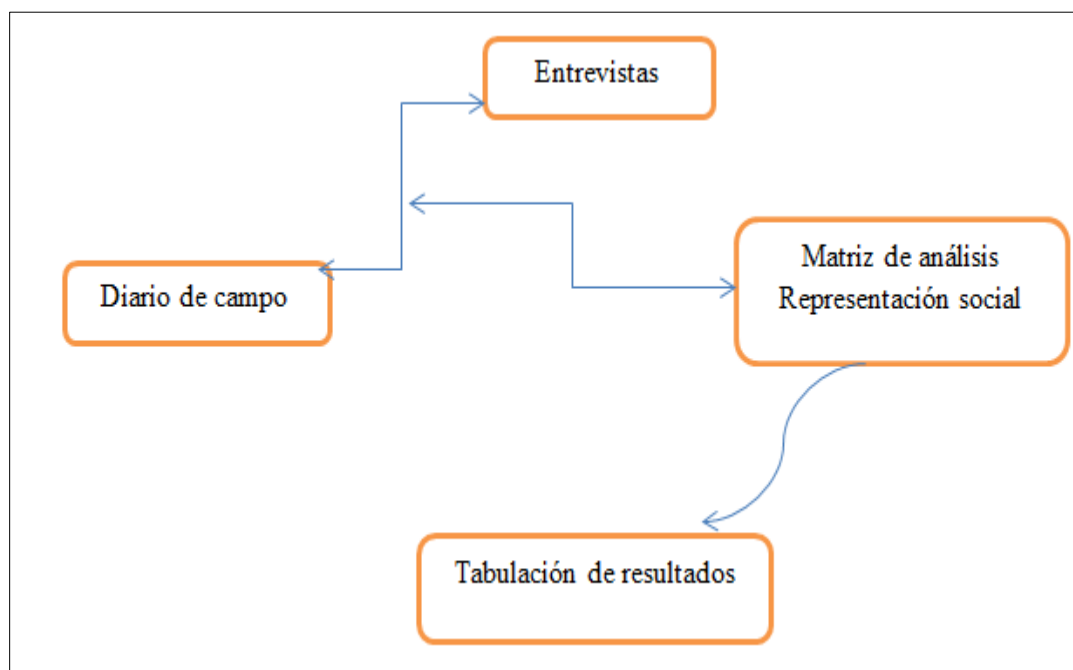 Entrevistas
Diario de campo
Matriz de análisis
Representación social
Tabulación de resultados